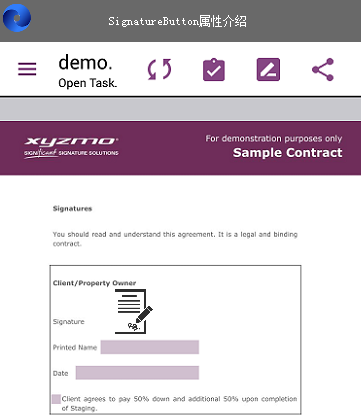 SignatureButton属性介绍
demo.
Open Task.
xyzmo
SIGNificant SIGNATURE SOLUTIONS
For demonstration purposes only
Sample Contract
Signatures
You should read and understand this agreement. It is a legal and binding
contract.
Client/Property Owner
Signature
Printed Name
Date
Client agrees to pay 50% down and additional 50% upon completion
of Staging.